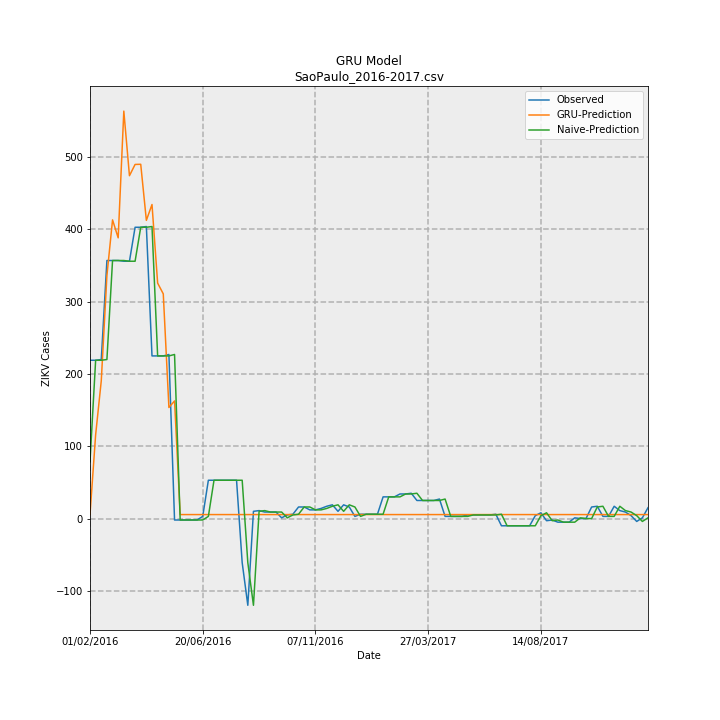 GRU Model
SaoPaulo_2016-2017.csv
Observed
GRU-Prediction
Naive-Prediction
ZIKV Cases
500
400
300
200
100
0
−100
01/02/2016 20/06/2016 07/11/2016 27/03/2017 14/08/2017
Date